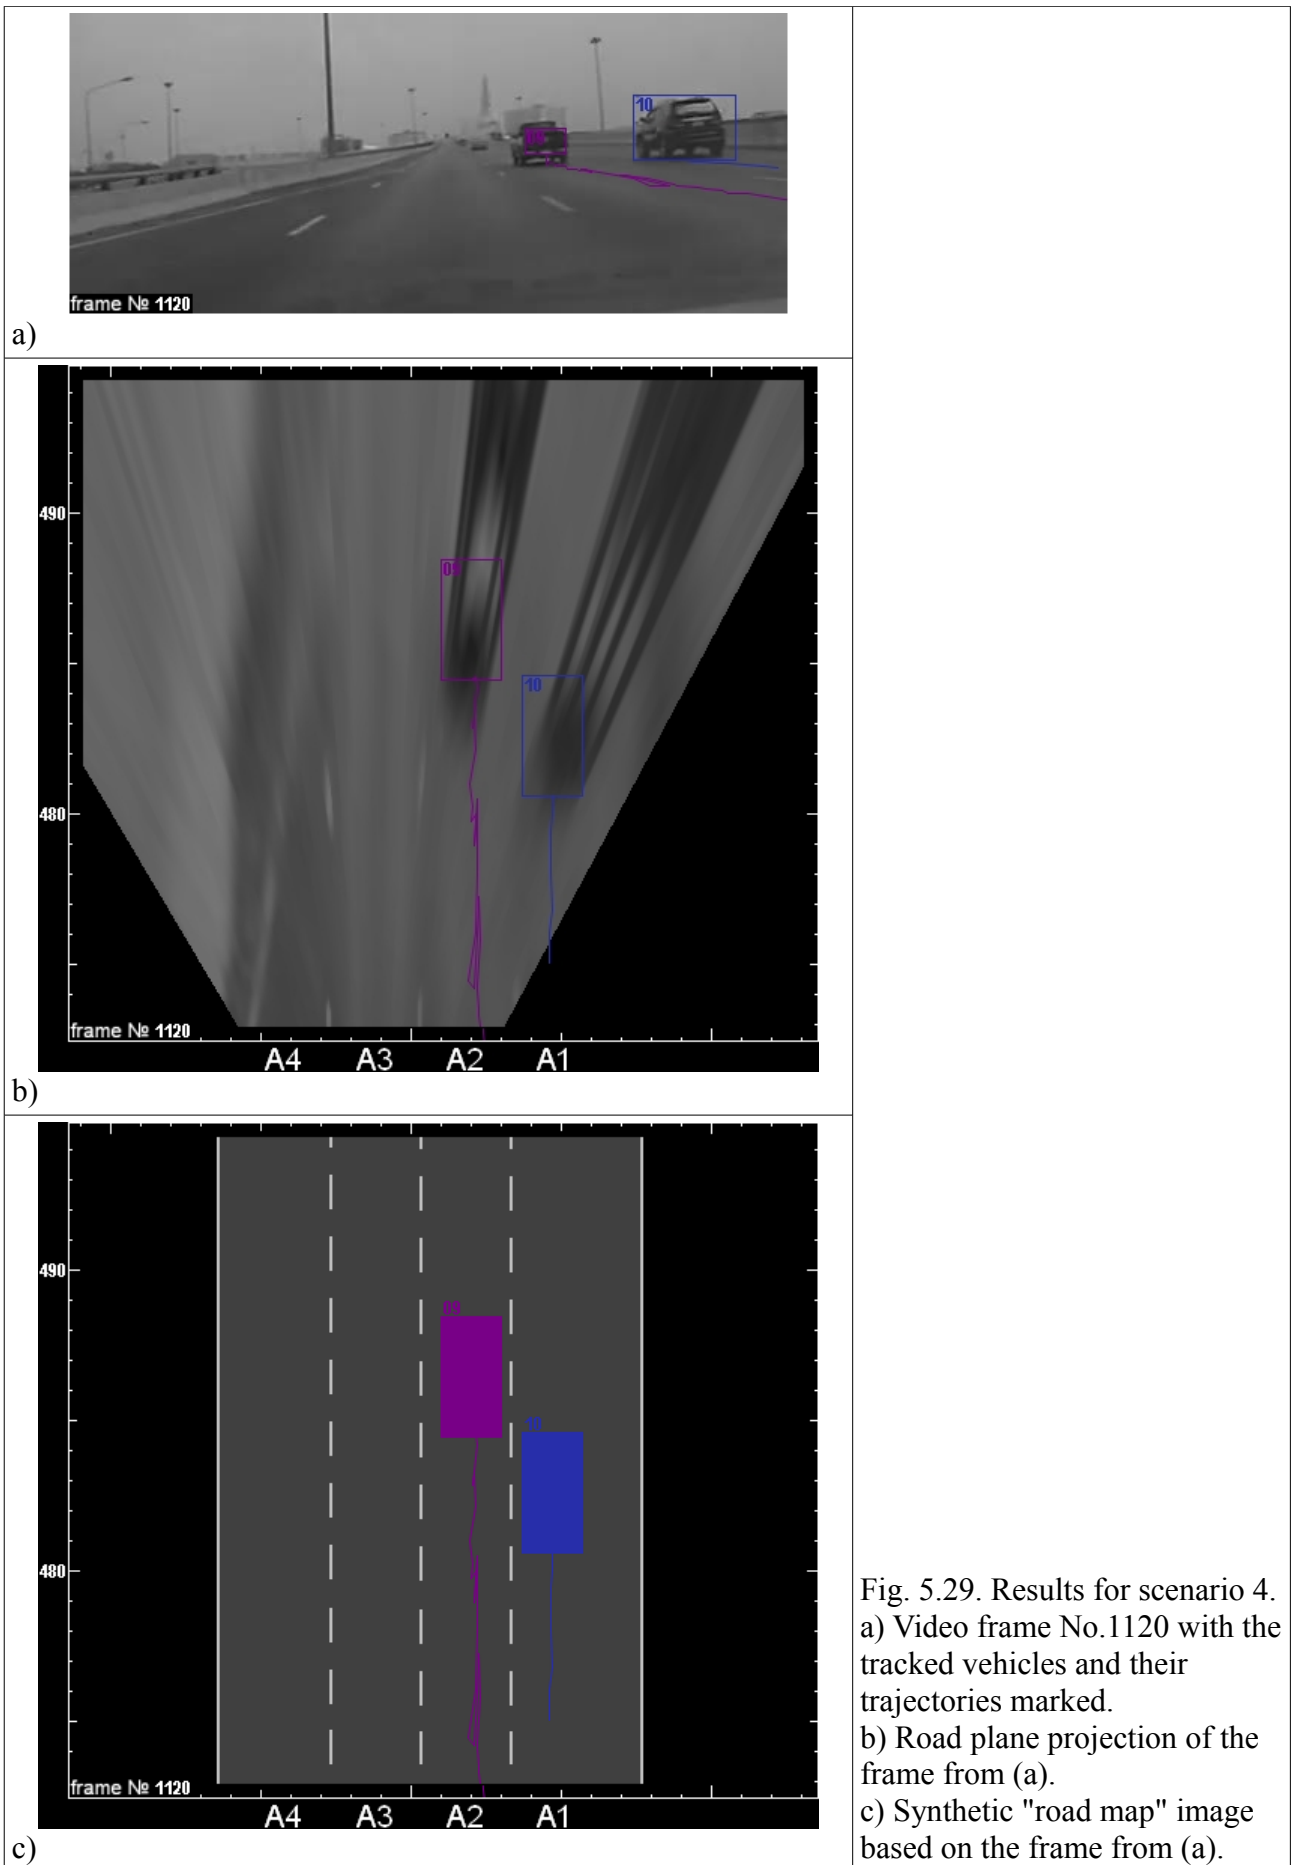 10
09
frame № 1120
a)
490
09
10
480
frame № 1120
A4 A3 A2 A1
b)
490
09
10
480
frame № 1120
A4 A3 A2 A1
c)
Fig. 5.29. Results for scenario 4.
a) Video frame No.1120 with the
tracked vehicles and their
trajectories marked.
b) Road plane projection of the
frame from (a).
c) Synthetic "road map" image
based on the frame from (a).